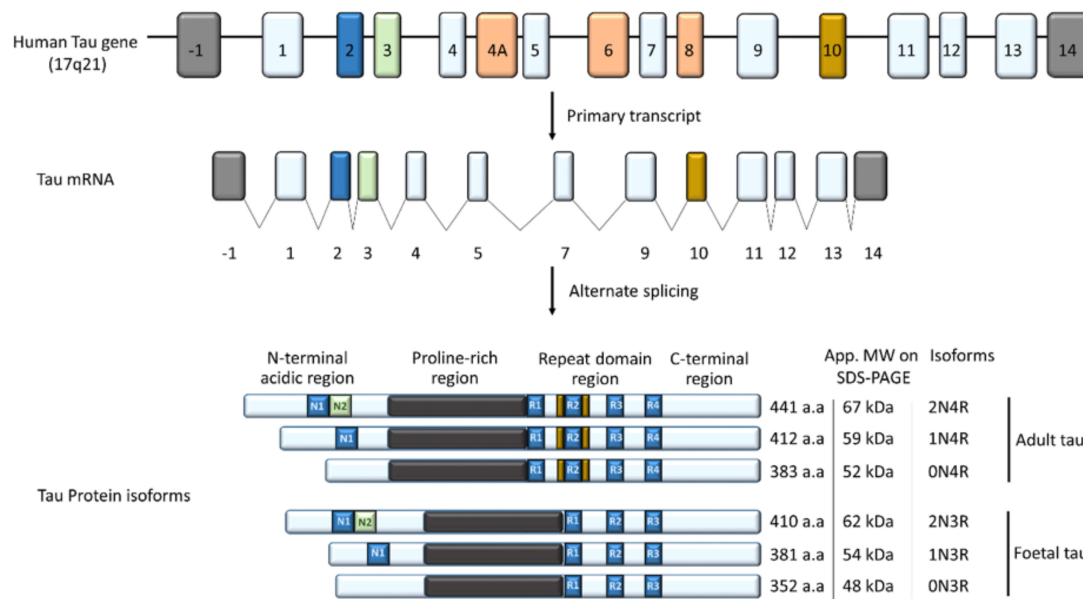 Human Tau gene
(17q21)
-1 1 2 3 4 4A 5 6 7 8 9 10 11 12 13 14
Primary transcript
Tau mRNA
-1 1 2 3 4 5 7 9 10 11 12 13 14
Alternate splicing
N-terminal
acidic region
Proline-rich
region
Repeat domain
region
C-terminal
region
App. MW on
SDS-PAGE
Isoforms
N1 N2 R1 R2 R3 R4 441 a.a 67 kDa 2N4R
N1 R1 R2 R3 R4 412 a.a 59 kDa 1N4R
R1 R2 R3 R4 383 a.a 52 kDa 0N4R
Adult tau
Tau Protein isoforms
N1 N2 R1 R2 R3 410 a.a 62 kDa 2N3R
N1 R1 R2 R3 381 a.a 54 kDa 1N3R
R1 R2 R3 352 a.a 48 kDa 0N3R
Foetal tau